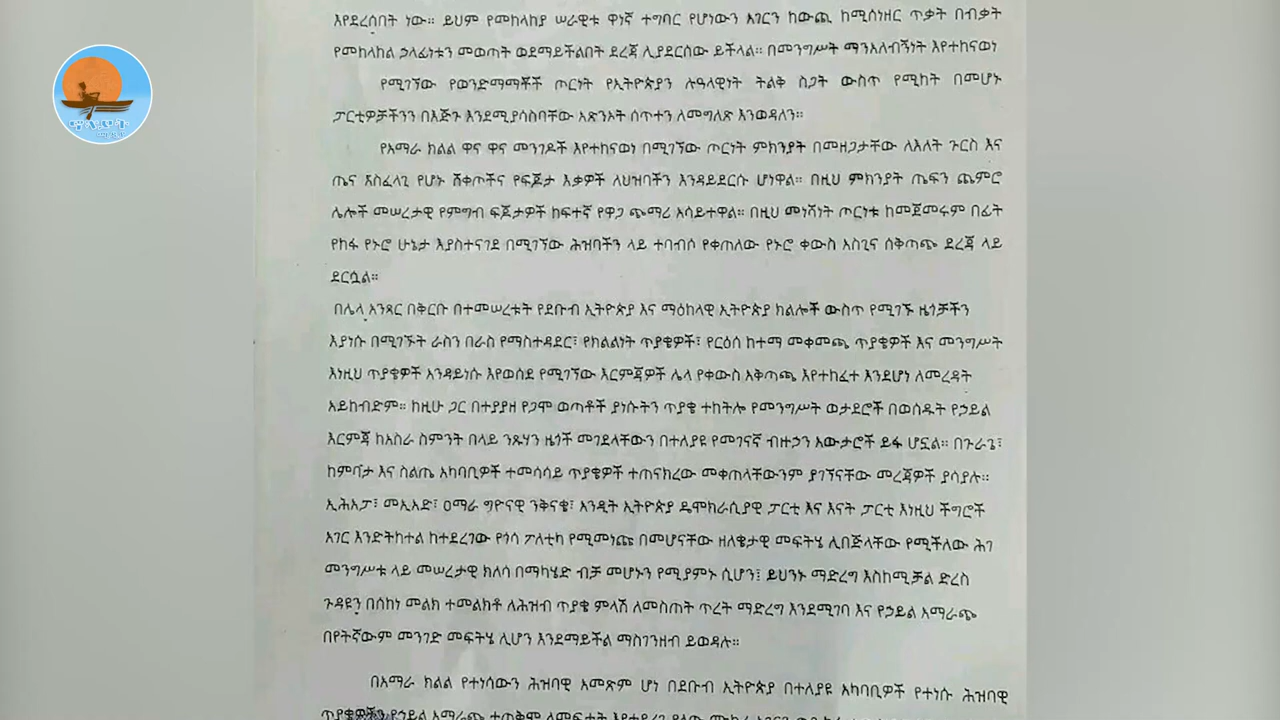 እየደረሰበት ነው። ይህም የመከላከያ ሠራዊቱ ዋነኛ ተግባር የሆነውን አገርን ከውጪ ከሚሰነዘር ጥቃት በብቃት
የመከላከል ኃላፊነቱን መወጣት ወደማይችልበት ደረጃ ሊያደርሰው ይችላል። በመንግሥት ማንአለብኝነት እየተከናወነ
የሚገኘው የወንድማማቾች ጦርነት የኢትዮጵያን ሉዓላዊነት ትልቅ ስጋት ውስጥ የሚከት በመሆኑ
ፓርቲዎቻችንን በእጅጉ እንደሚያሳስባቸው አጽንኦት ሰጥተን ለመግለጽ እንወዳለን።
የአማራ ክልል ዋና ዋና መንገዶች እየተከናወነ በሚገኘው ጦርነት ምክንያት በመዘጋታቸው ለእለት ጉርስ እና
ጤና አስፈላጊ የሆኑ ሸቀጦችና የፍጆታ እቃዎች ለህዝባችን እንዳይደርሱ ሆነዋል። በዚህ ምክንያት ጤፍን ጨምሮ
ሌሎች መሠረታዊ የምግብ ፍጆታዎች ከፍተኛ የዋጋ ጭማሪ አሳይተዋል። በዚህ መነሻነት ጦርነቱ ከመጀመሩም በፊት
የከፋ የኑሮ ሁኔታ እያስተናገደ በሚገኘው ሕዝባችን ላይ ተባብሶ የቀጠለው የኑሮ ቀውስ አስጊና ሰቅጣጭ ደረጃ ላይ
ደርሷል።
በሌላ አንጻር በቅርቡ በተመሠረቱት የደቡብ ኢትዮጵያ እና ማዕከላዊ ኢትዮጵያ ክልሎች ውስጥ የሚገኙ ዜጎቻችን
እያነሱ በሚገኙት ራስን በራስ የማስተዳደር፣ የክልልነት ጥያቄዎች፣ የርዕሰ ከተማ መቀመጫ ጥያቄዎች እና መንግሥት
እነዚህ ጥያቄዎች እንዳይነሱ እየወሰደ የሚገኘው እርምጃዎች ሌላ የቀውስ አቅጣጫ እየተከፈተ እንደሆነ ለመረዳት
አይከብድም። ከዚሁ ጋር በተያያዘ የጋሞ ወጣቶች ያነሱትን ጥያቄ ተከትሎ የመንግሥት ወታደሮች በወሰዱት የኃይል
እርምጃ ከአስራ ስምንት በላይ ንጹሃን ዜጎች መገደላቸውን በተለያዩ የመገናኛ ብዙኃን አውታሮች ይፋ ሆኗል። በጉራጌ፣
ከምባታ እና ስልጤ አካባቢዎች ተመሳሳይ ጥያቄዎች ተጠናክረው መቀጠላቸውንም ያገኘናቸው መረጃዎች ያሳያሉ።
ኢሕአፓ፣ መኢአድ፣ ዐማራ ግዮናዊ ንቅናቄ፣ አንዲት ኢትዮጵያ ዴሞክራሲያዊ ፓርቲ እና እናት ፓርቲ እነዚህ ችግሮች
አገር እንድትከተል ከተደረገው የጎሳ ፖለቲካ የሚመነጩ በመሆናቸው ዘለቄታዊ መፍትሄ ሊበጅላቸው የሚችለው ሕገ
መንግሥቱ ላይ መሠረታዊ ክለሳ በማካሄድ ብቻ መሆኑን የሚያምኑ ሲሆን፤ ይህንኑ ማድረግ እስከሚቻል ድረስ
ጉዳዩን በሰከነ መልክ ተመልክቶ ለሕዝብ ጥያቄ ምላሽ ለመስጠት ጥረት ማድረግ እንደሚገባ እና የኃይል አማራጭ
በየትኛውም መንገድ መፍትሄ ሊሆን እንደማይችል ማስገንዘብ ይወዳሉ።
በአማራ ክልል የተነሳውን ሕዝባዊ አመጽም ሆነ በደቡብ ኢትዮጵያ በተለያዩ አካባቢዎች የተነሱ ሕዝባዊ
ጥያቄዎችን የኃይል አማራጭ ተጠቅሞ ለመፍታት እየተደረገ